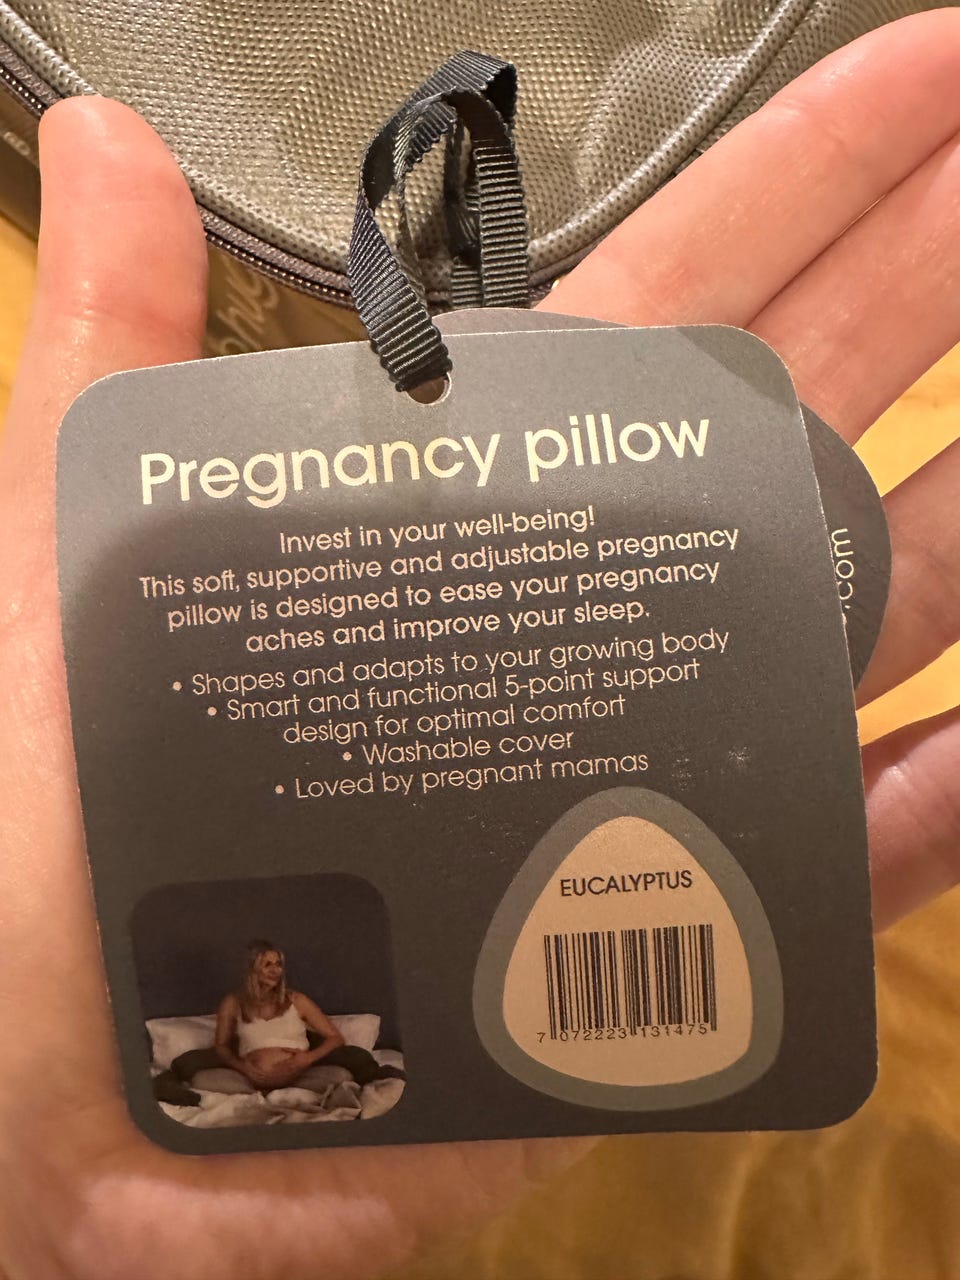 Pregnancy pillow
Invest in your well-being!
This soft, supportive and adjustable pregnancy
pillow is designed to ease your pregnancy
aches and improve your sleep.
• Shapes and adapts to your growing body
• Smart and functional 5-point support
design for optimal comfort
• Washable cover
• Loved by pregnant mamas
EUCALYPTUS
7 072223 131475
.com